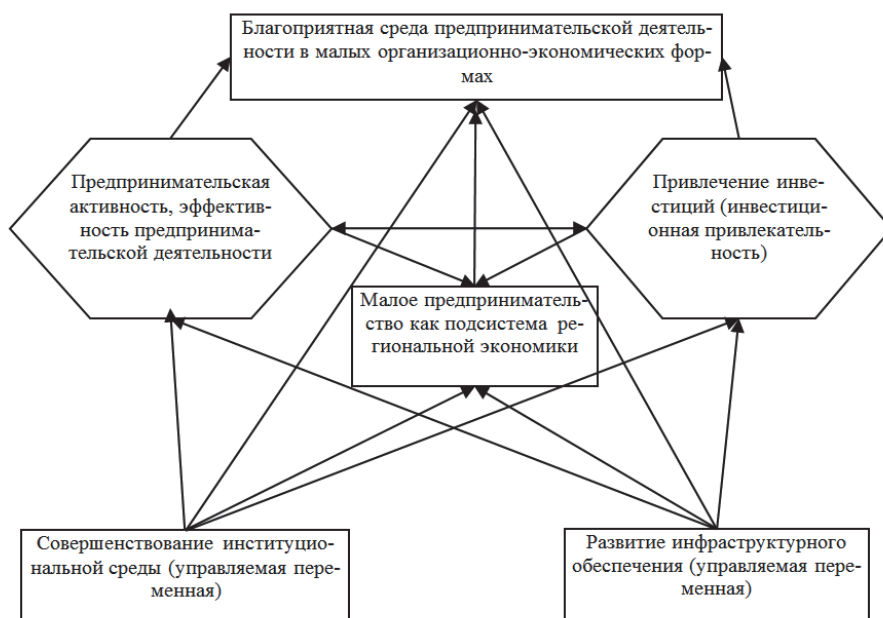 Благоприятная среда предпринимательской деятель-
ности в малых организационно-экономических фор-
мах
Предпринимательская
активность, эффектив-
ность предпринима-
тельской деятельности
Привлечение инве-
стиций (инвестици-
онная привлекатель-
ность)
Малое предприниматель-
ство как подсистема ре-
гиональной экономики
Совершенствование институцио-
нальной среды (управляемая пере-
менная)
Развитие инфраструктурного
обеспечения (управляемая пере-
менная)